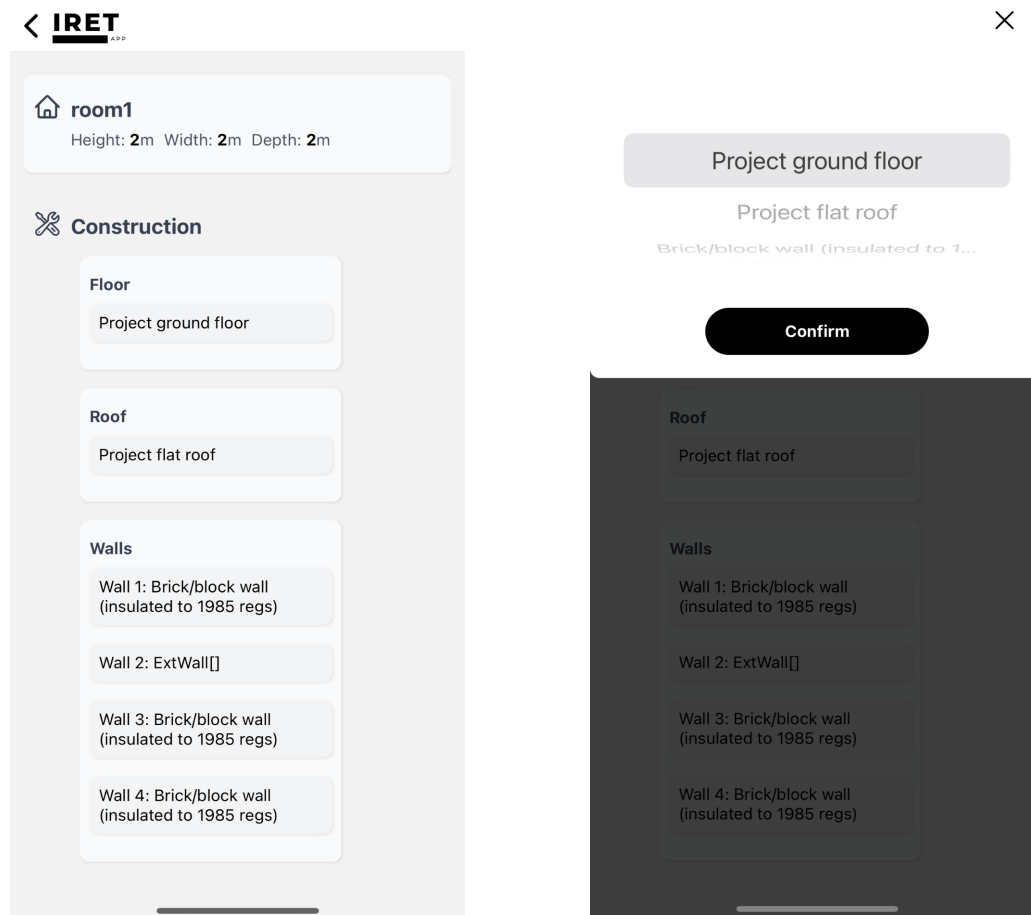 IRET
APP
room1
Height: 2m Width: 2m Depth: 2m
Construction
Floor
Project ground floor
Roof
Project flat roof
Walls
Wall 1: Brick/block wall
(insulated to 1985 regs)
Wall 2: ExtWall[]
Wall 3: Brick/block wall
(insulated to 1985 regs)
Wall 4: Brick/block wall
(insulated to 1985 regs)
Project ground floor
Project flat roof
Brick/block wall (insulated to 1...
Confirm
Roof
Project flat roof
Walls
Wall 1: Brick/block wall
(insulated to 1985 regs)
Wall 2: ExtWall[]
Wall 3: Brick/block wall
(insulated to 1985 regs)
Wall 4: Brick/block wall
(insulated to 1985 regs)